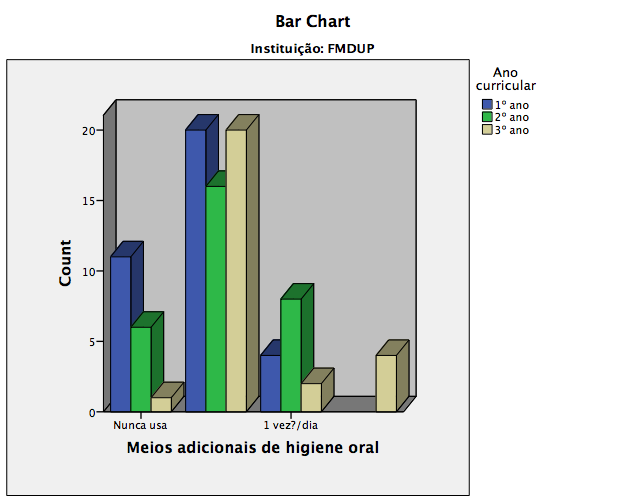 Bar Chart
Instituição: FMDUP
Ano
curricular
1º ano
2º ano
3º ano
20
15
10
5
0
Count
Nunca usa
1 vez?/dia
Meios adicionais de higiene oral